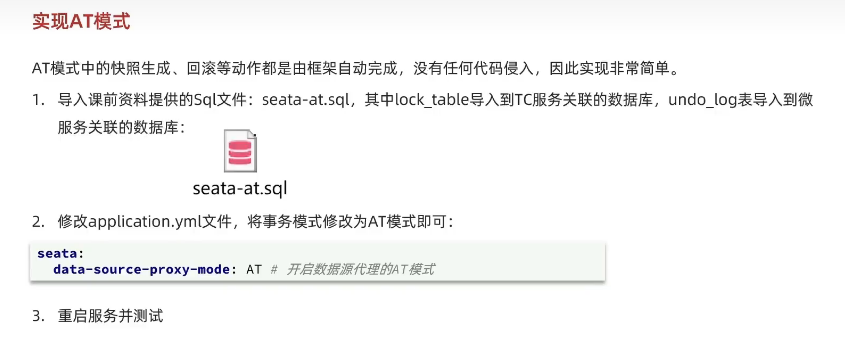 实现AT模式
AT模式中的快照生成、回滚等动作都是由框架自动完成，没有任何代码侵入，因此实现非常简单。
1. 导入课前资料提供的Sql文件：seata-at.sql，其中lock_table导入到TC服务关联的数据库，undo_log表导入到微
服务关联的数据库：
seata-at.sql
2. 修改application.yml文件，将事务模式修改为AT模式即可：
seata:
  data-source-proxy-mode: AT # 开启数据源代理的AT模式
3. 重启服务并测试